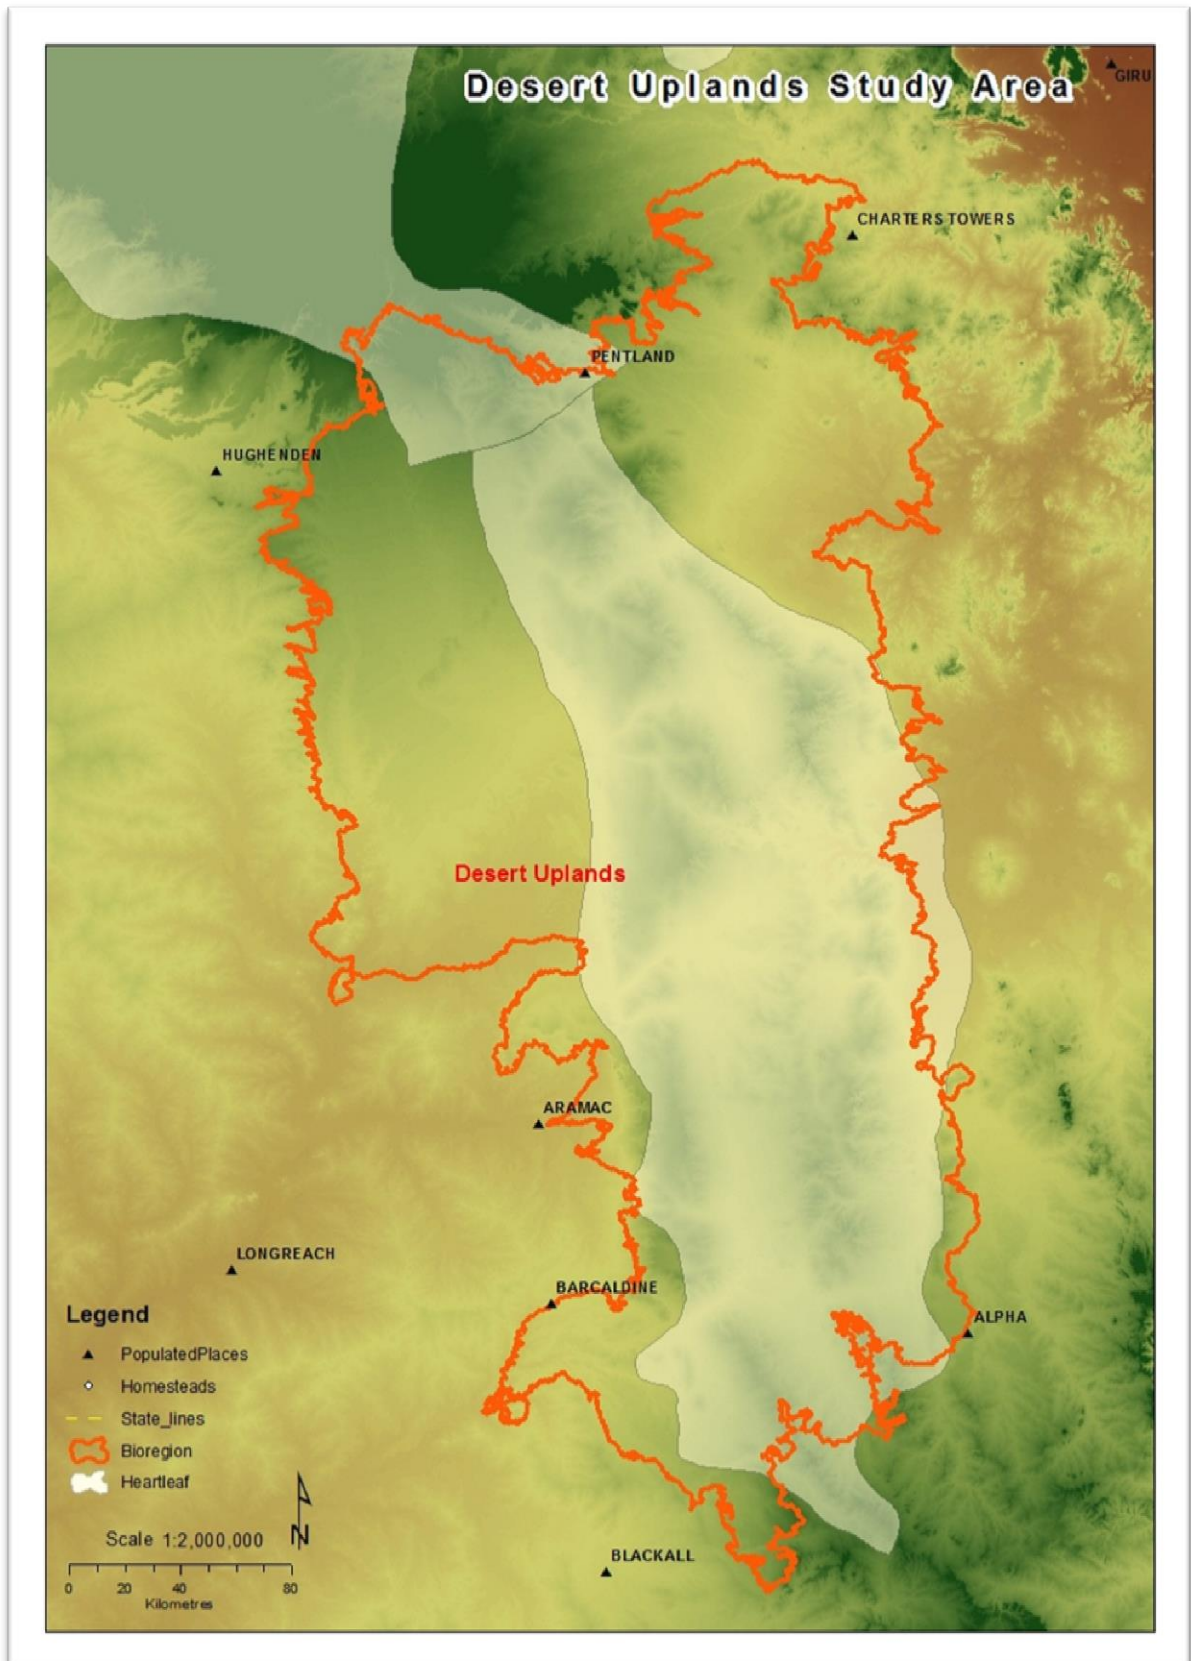 Desert Uplands Study Area
GIRU
CHARTERS TOWERS
PENTLAND
HUGHENDEN
Desert Uplands
ARAMAC
LONGREACH
BARCALDINE
ALPHA
Legend
PopulatedPlaces
Homesteads
State_lines
Bioregion
Heartleaf
N
Scale 1:2,000,000
0 20 40 80
Kilometres
BLACKALL